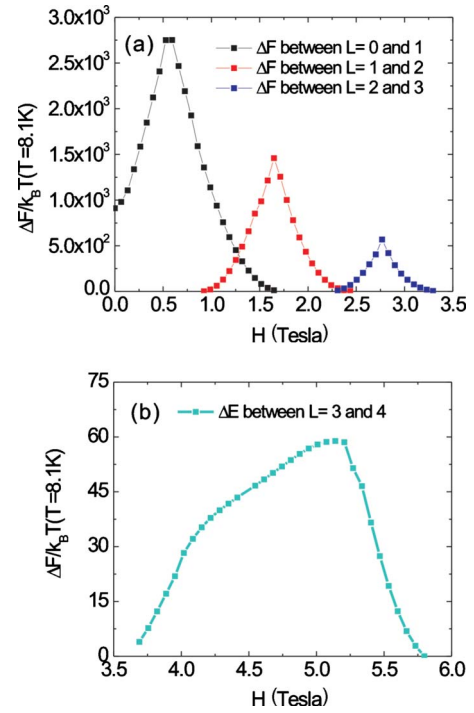 (a)
ΔF between L= 0 and 1
ΔF between L= 1 and 2
ΔF between L= 2 and 3
ΔF/k_BT(T=8.1K)
3.0x10³
2.5x10³
2.0x10³
1.5x10³
1.0x10³
5.0x10²
0.0
0.0 0.5 1.0 1.5 2.0 2.5 3.0 3.5
H (Tesla)
(b)
ΔE between L= 3 and 4
ΔF/k_BT(T=8.1K)
75
60
45
30
15
0
3.5 4.0 4.5 5.0 5.5 6.0
H (Tesla)